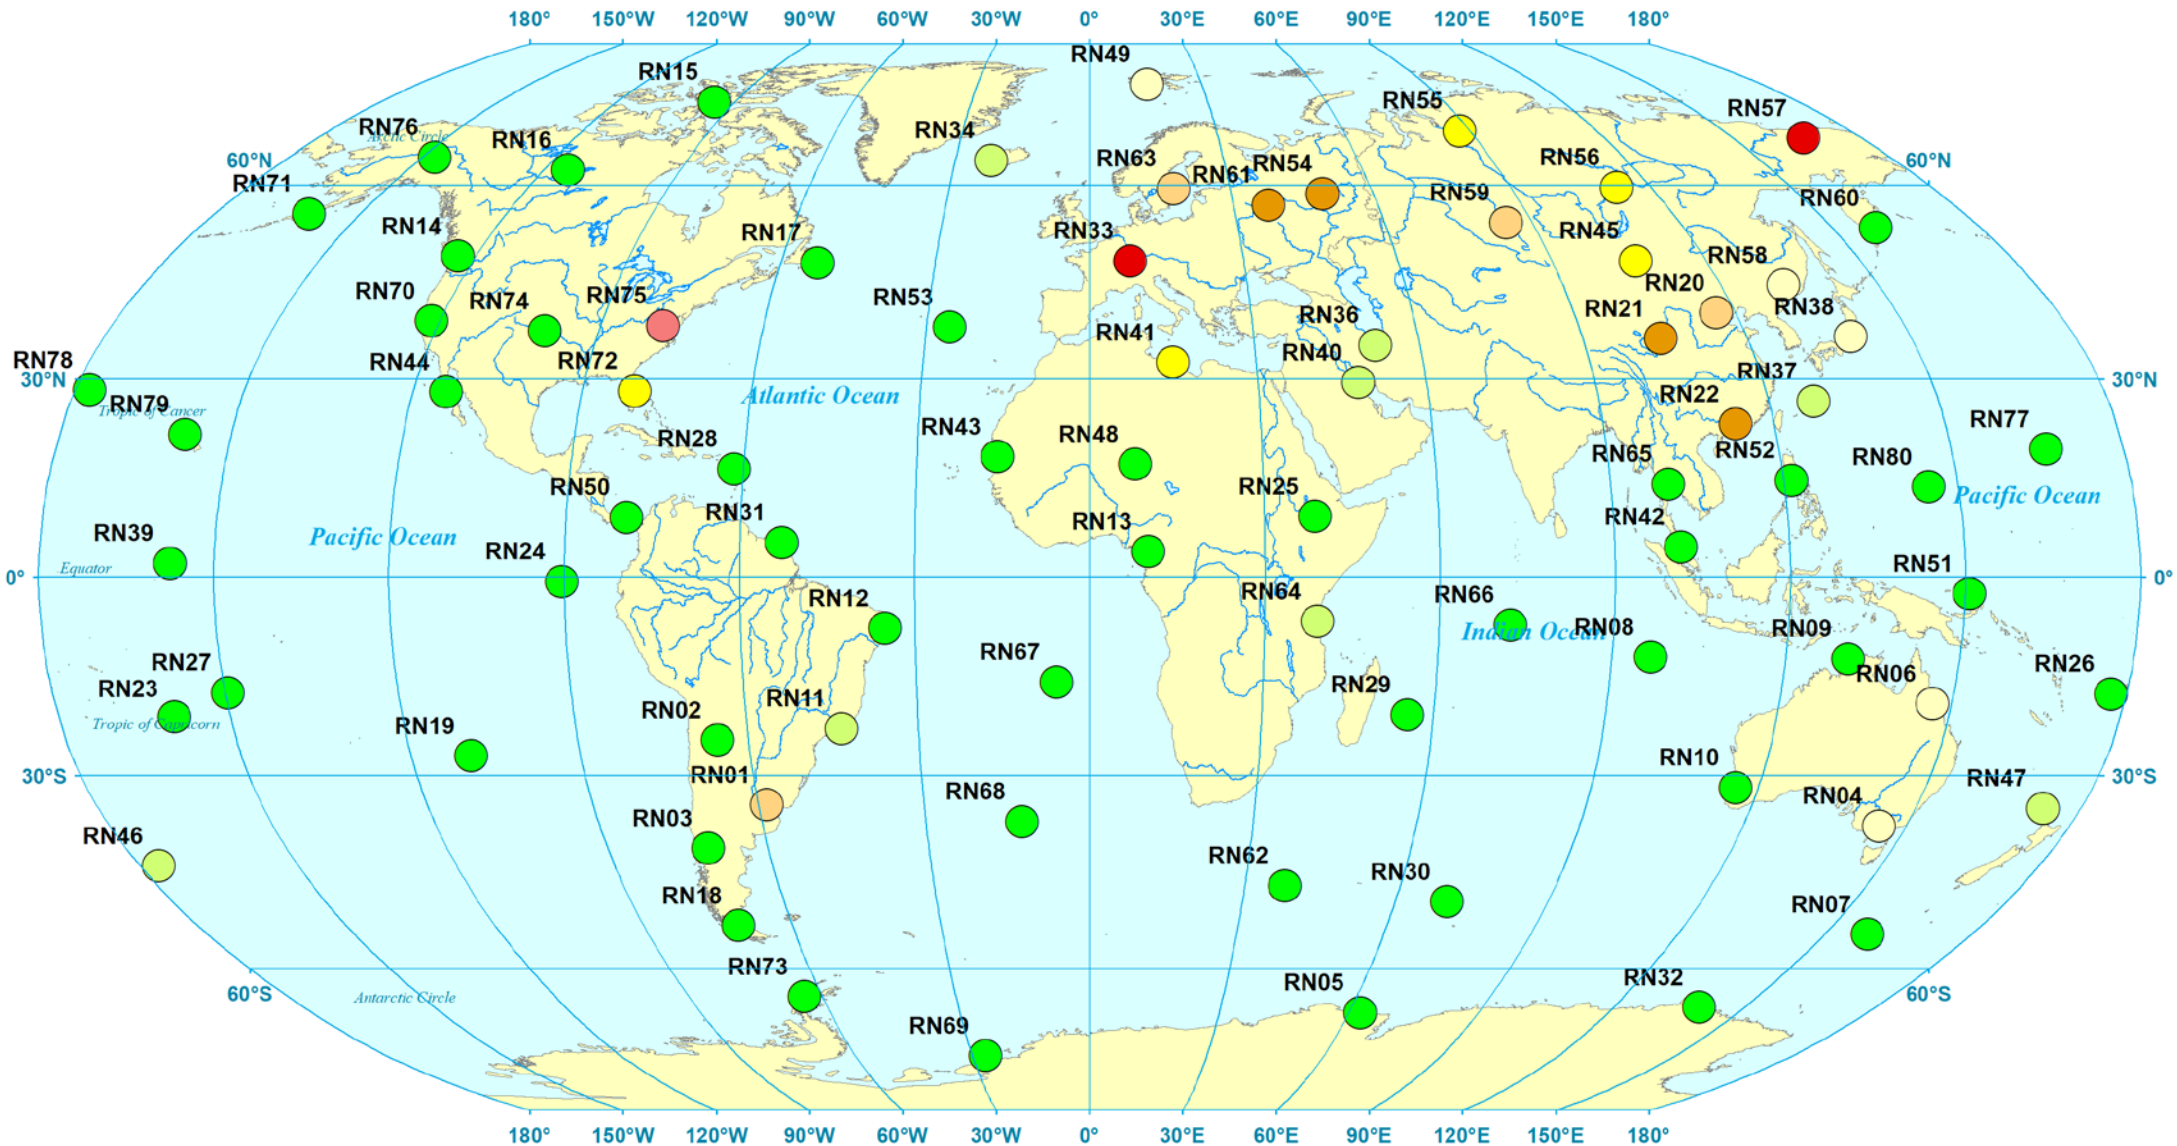 180° 150°W 120°W 90°W 60°W 30°W 0° 30°E 60°E 90°E 120°E 150°E 180°
RN49
RN15
RN55
RN57
RN76
Arctic Circle
RN34
RN16
60°N
RN63
RN54
RN56
60°N
RN71
RN61
RN59
RN60
RN14
RN17
RN33
RN45
RN58
RN70
RN74
RN75
RN53
RN20
RN21
RN38
RN36
RN41
RN78
RN44
RN72
RN40
RN37
30°N
30°N
RN79
Tropic of Cancer
Atlantic Ocean
RN22
RN43
RN48
RN77
RN28
RN65
RN52
RN80
RN50
RN25
Pacific Ocean
RN31
RN13
RN42
RN39
Pacific Ocean
RN24
Equator
RN51
0°
0°
RN12
RN64
RN66
Indian Ocean
RN08
RN09
RN67
RN27
RN26
RN06
RN23
RN29
RN11
RN02
Tropic of Capricorn
RN19
RN10
30°S
RN01
30°S
RN47
RN68
RN04
RN03
RN46
RN62
RN30
RN18
RN07
RN73
RN05
RN32
60°S
Antarctic Circle
60°S
RN69
180° 150°W 120°W 90°W 60°W 30°W 0° 30°E 60°E 90°E 120°E 150°E 180°